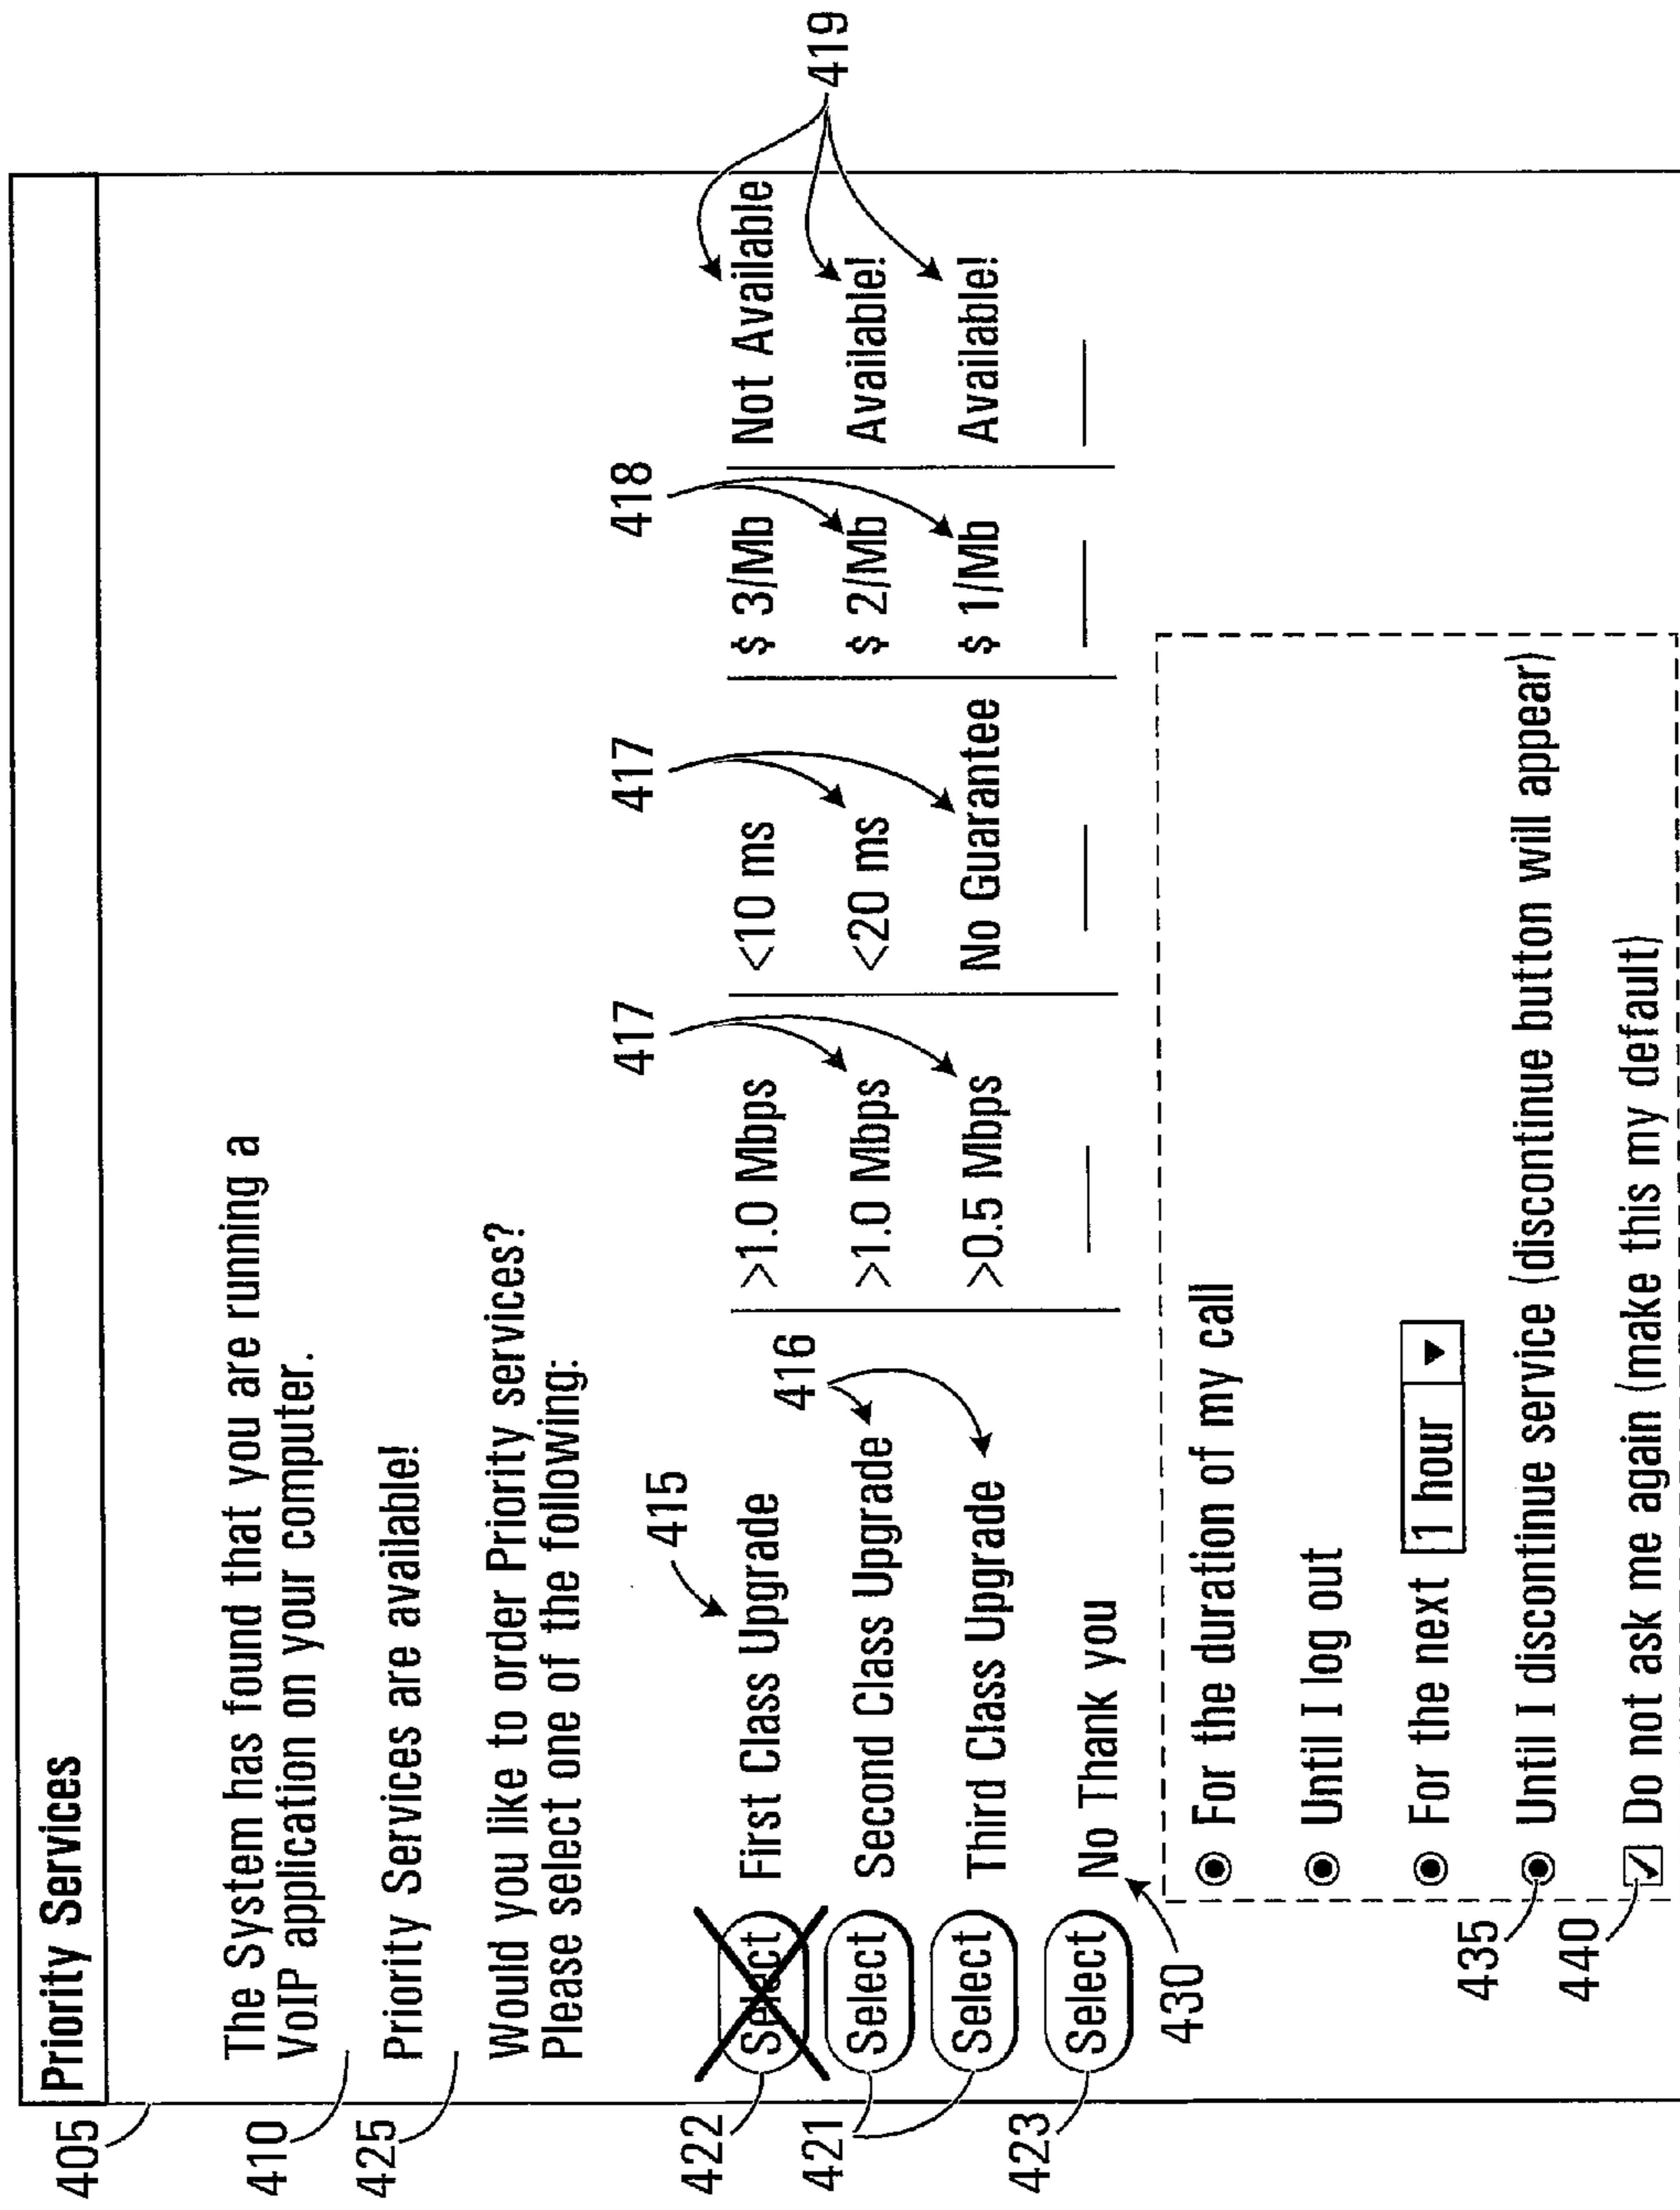 405
Priority Services
The System has found that you are running a
VoIP application on your computer.
410
Priority Services are available!
425
Would you like to order Priority services?
Please select one of the following:
415 416 417 417 418 419
422 Select First Class Upgrade >1.0 Mbps <10 ms $ 3/Mb Not Available
421 Select Second Class Upgrade >1.0 Mbps <20 ms $ 2/Mb Available!
Select Third Class Upgrade >0.5 Mbps No Guarantee $ 1/Mb Available!
423 Select No Thank you
430
For the duration of my call
Until I log out
For the next 1 hour
435 Until I discontinue service (discontinue button will appear)
440 Do not ask me again (make this my default)